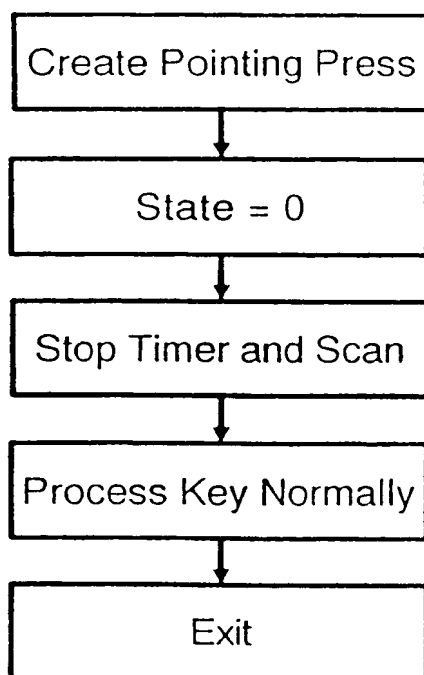 Create Pointing Press
State = 0
Stop Timer and Scan
Process Key Normally
Exit